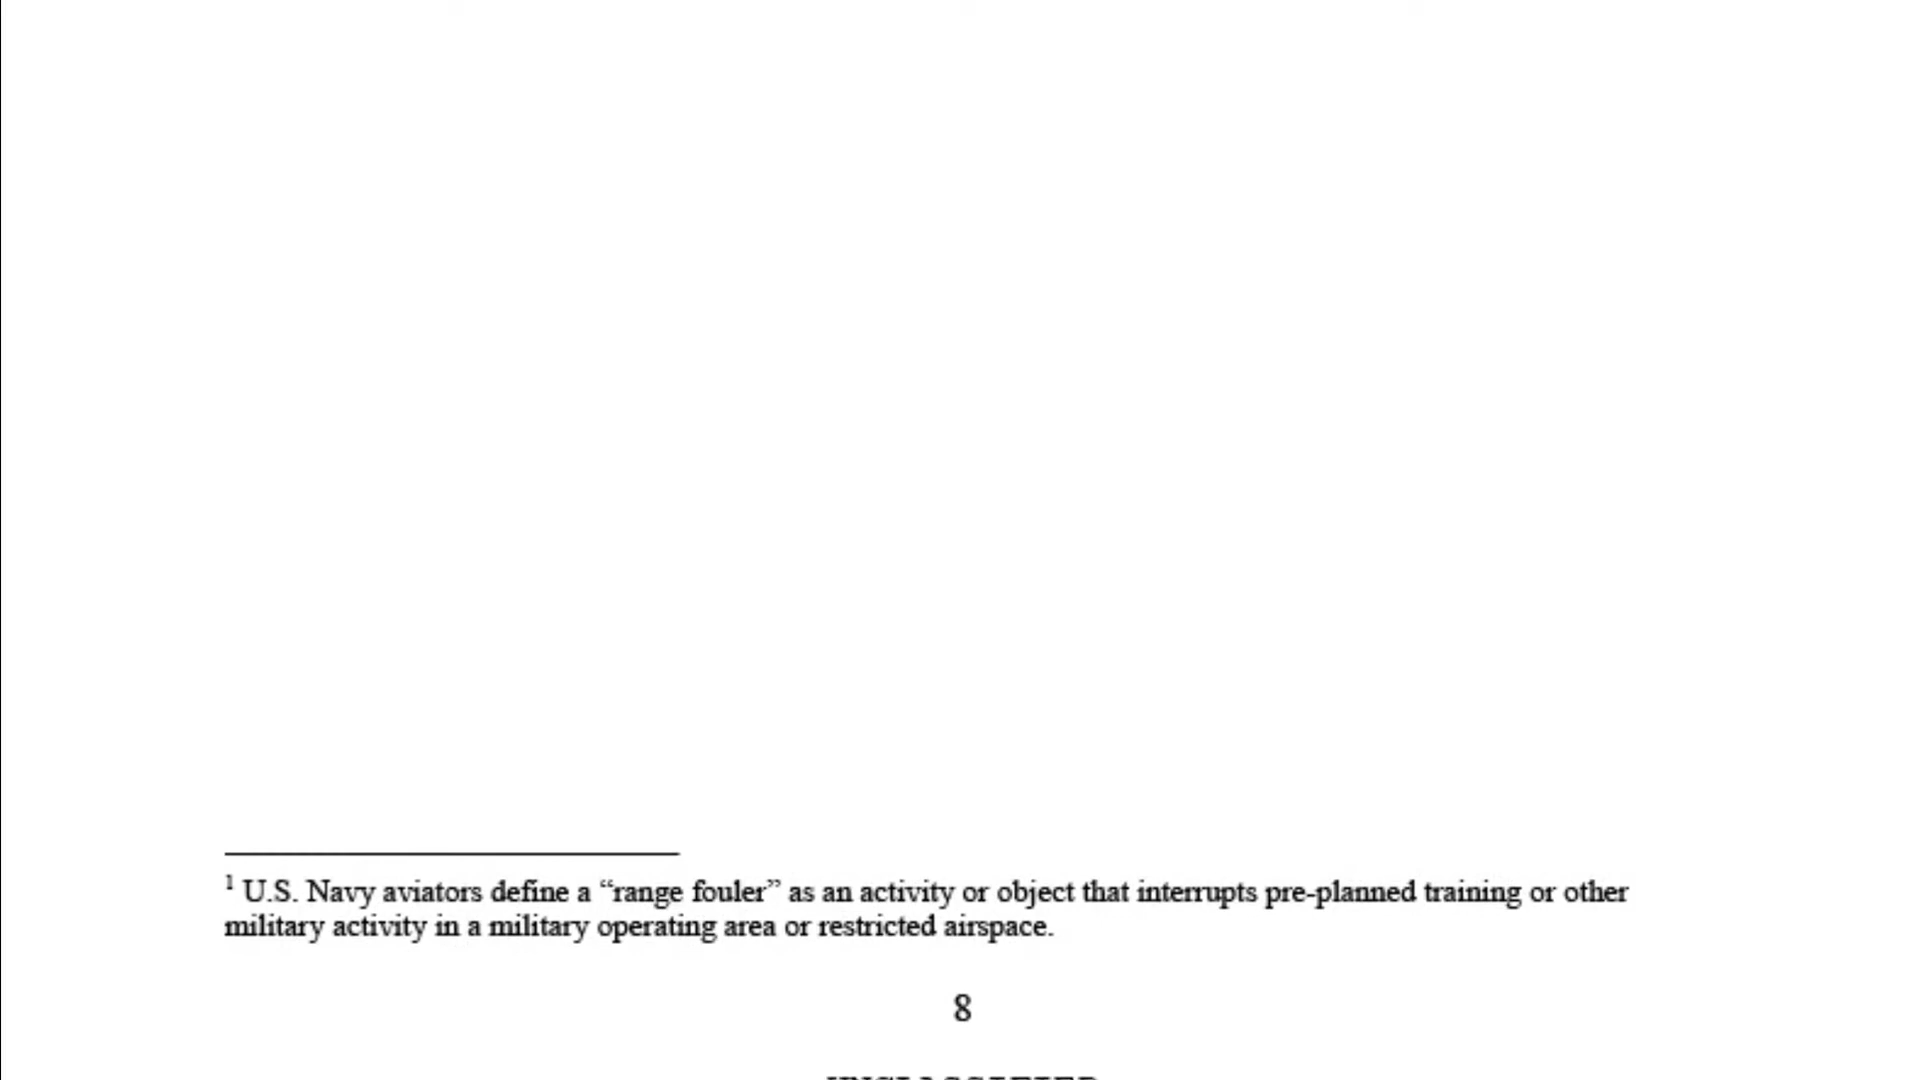 ¹ U.S. Navy aviators define a “range fouler” as an activity or object that interrupts pre-planned training or other
military activity in a military operating area or restricted airspace.
8
UNCLASSIFIED